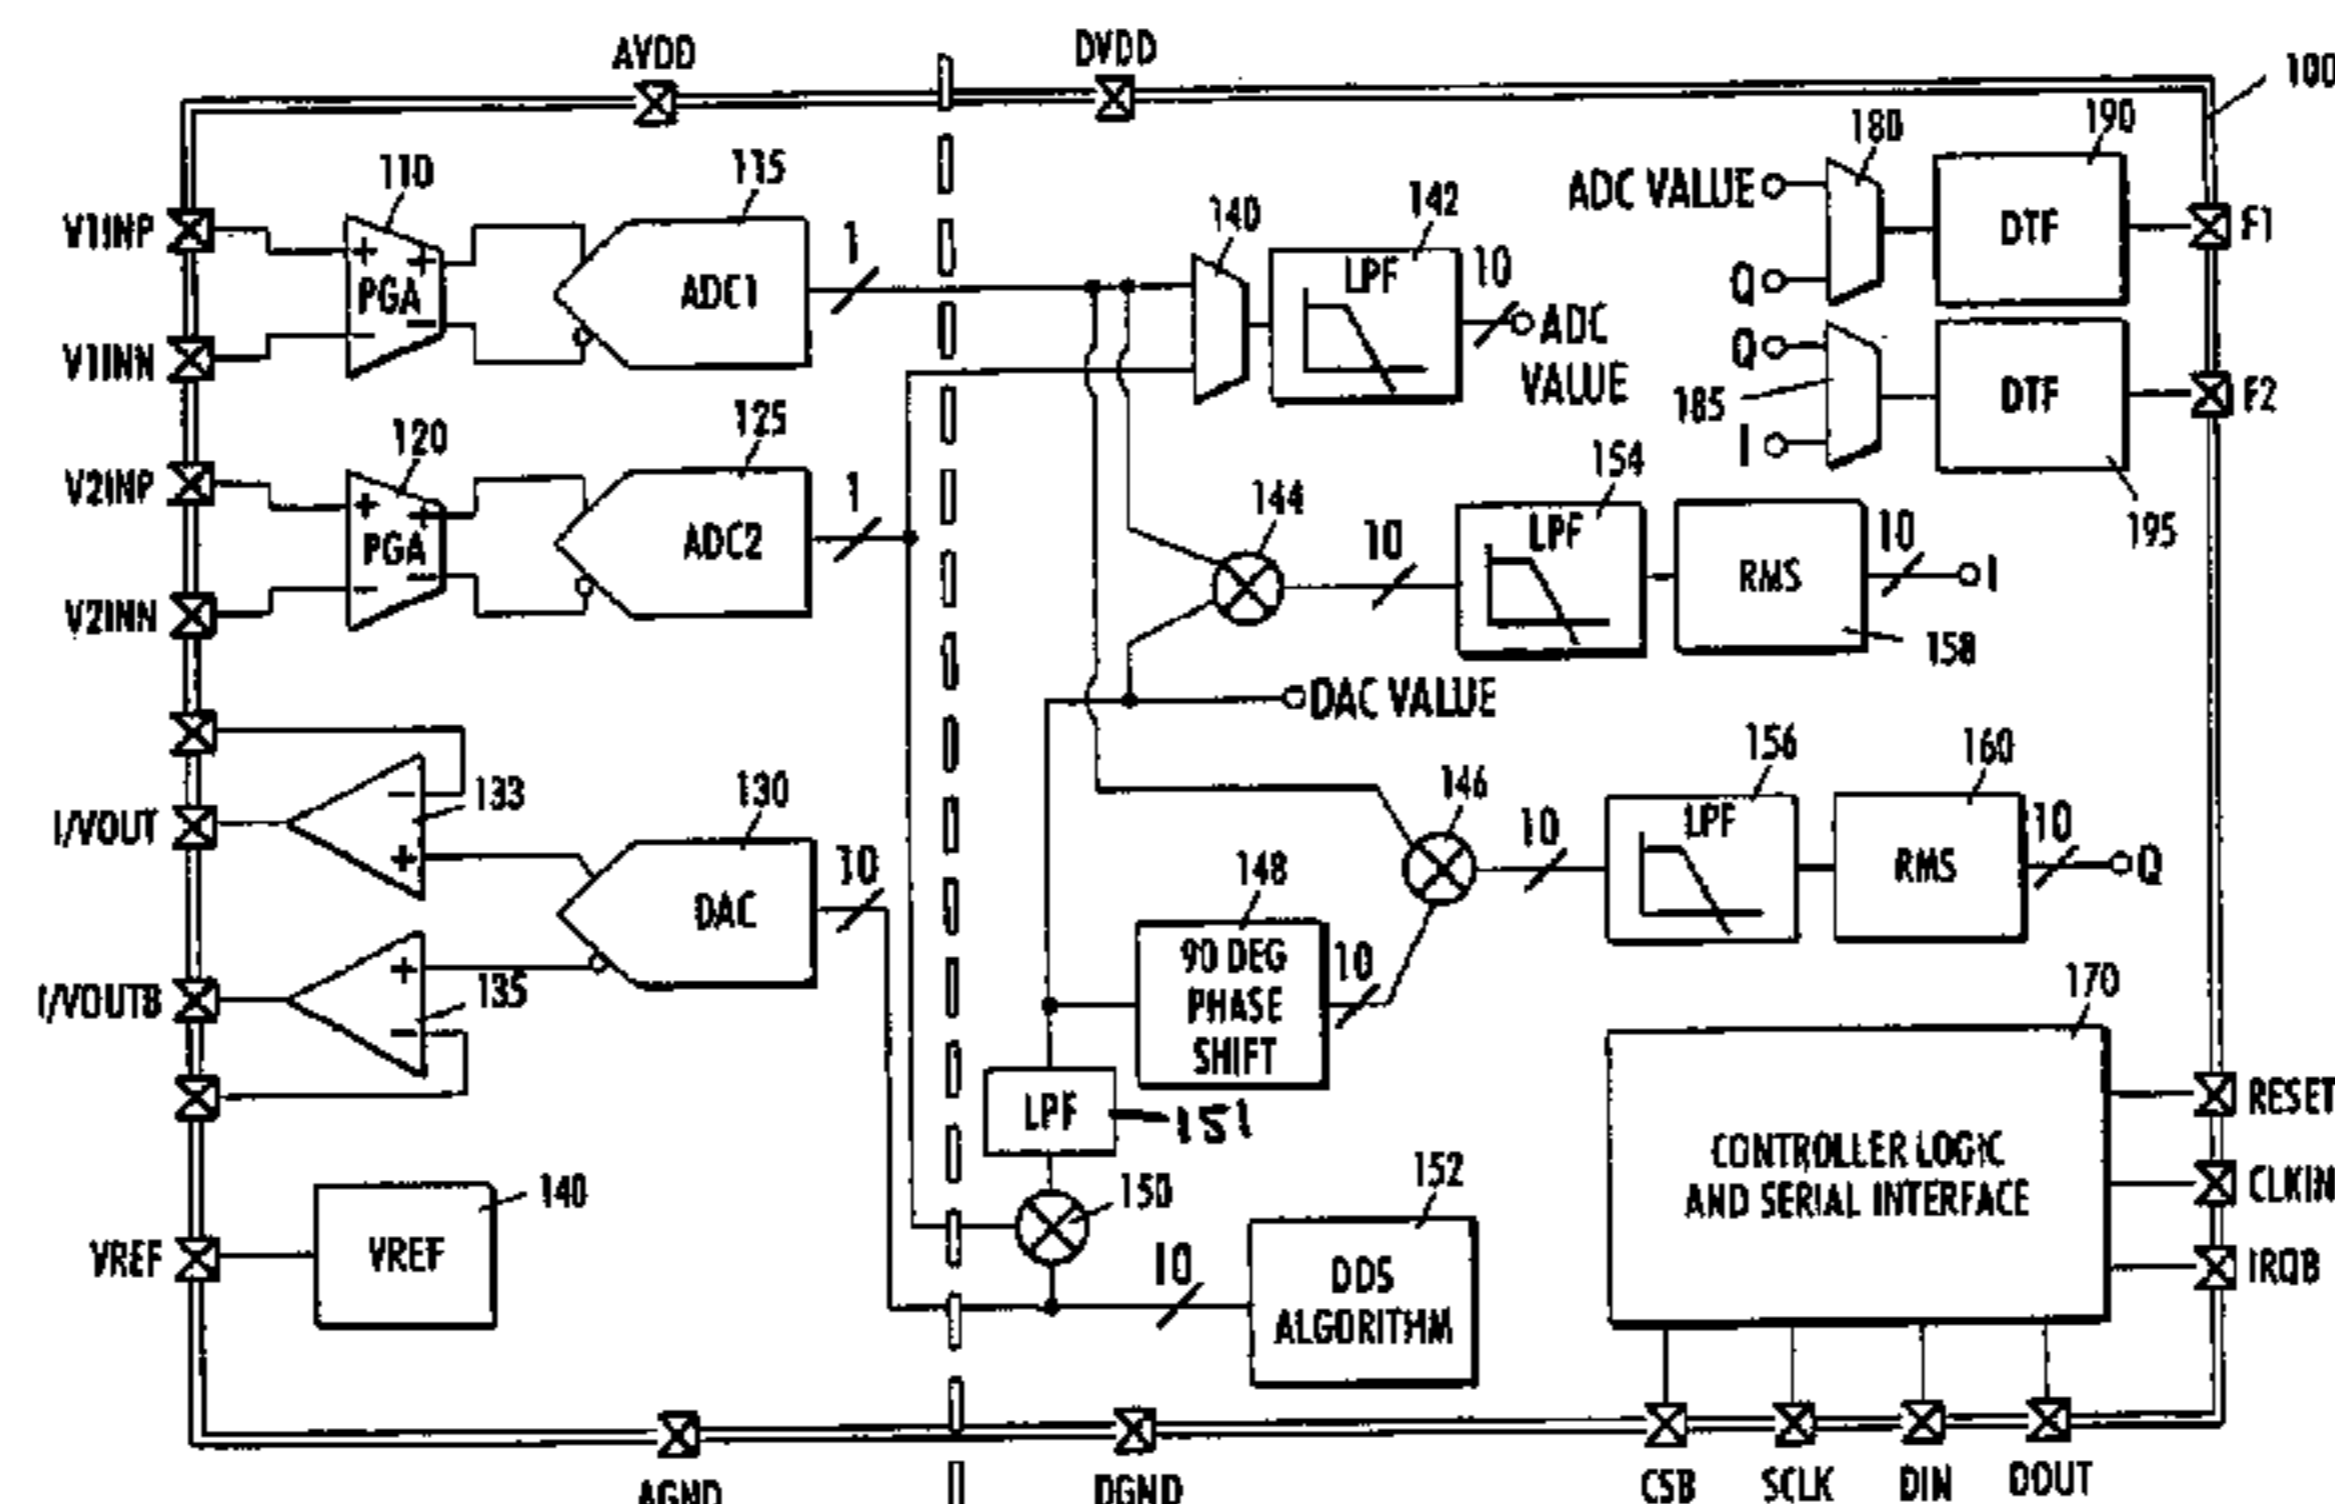 AVDD
DVDD
100
110
115
V1INP
PGA
ADC1
1
V1INN
140
142
LPF
10
ADC
VALUE
ADC VALUE
Q
180
190
DTF
F1
Q
I
185
DTF
195
F2
120
125
V2INP
PGA
ADC2
1
V2INN
144
10
154
LPF
RMS
158
10
I
DAC VALUE
133
I/VOUT
130
DAC
10
I/VOUTB
135
146
10
156
LPF
160
RMS
10
Q
148
90 DEG
PHASE
SHIFT
10
LPF
151
150
152
DDS
ALGORITHM
10
VREF
VREF
140
170
CONTROLLER LOGIC
AND SERIAL INTERFACE
RESET
CLKIN
IRQB
AGND
DGND
CSB
SCLK
DIN
DOUT